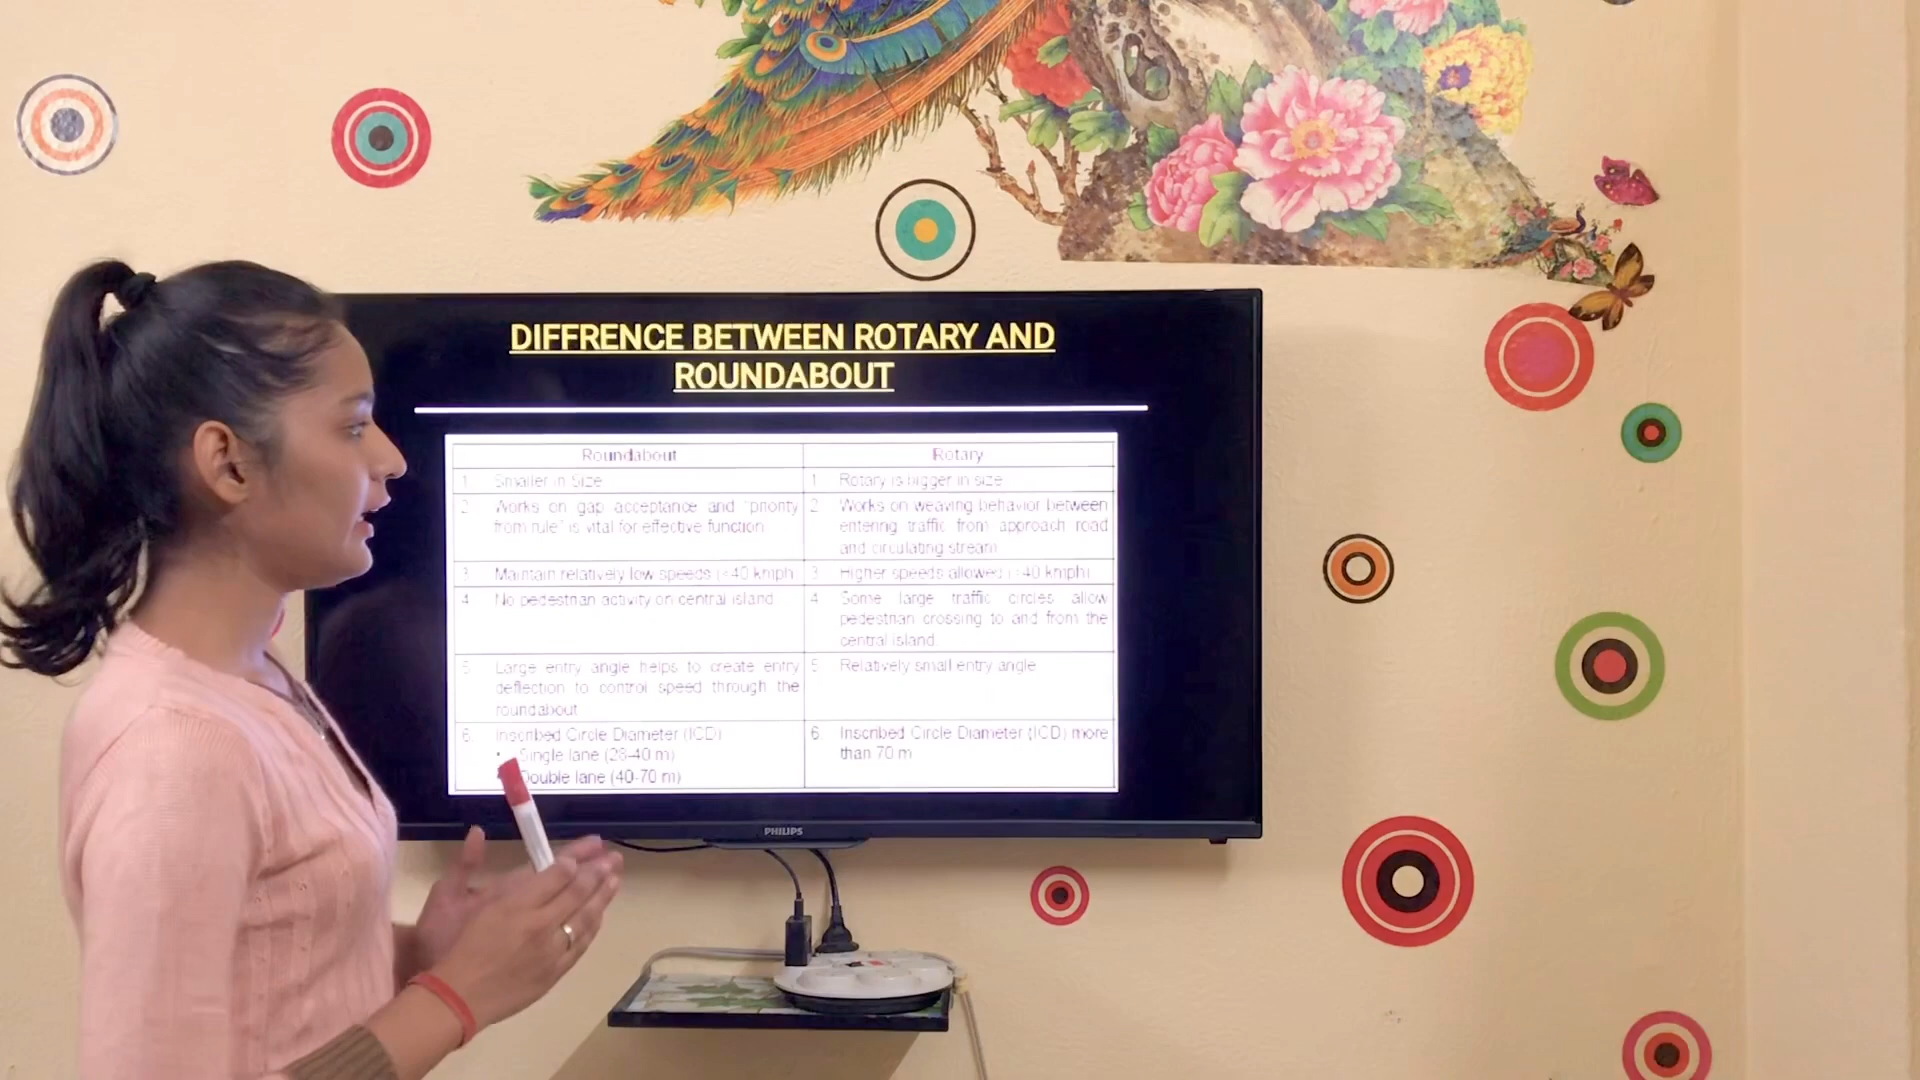 DIFFRENCE BETWEEN ROTARY AND
ROUNDABOUT
Roundabout
Rotary
1. Smaller in Size
1. Rotary is bigger in size
2. Works on gap acceptance and "priority
from rule" is vital for effective function
2. Works on weaving behavior between
entering traffic from approach road
and circulating stream
3. Maintain relatively low speeds (<40 kmph
3. Higher speeds allowed ( 40 kmph)
4. No pedestrian activity on central island
4. Some large traffic circles allow
pedestrian crossing to and from the
central island.
5. Large entry angle helps to create entry
deflection to control speed through the
roundabout
5. Relatively small entry angle
6. Inscribed Circle Diameter (ICD)
• Single lane (28-40 m)
Double lane (40-70 m)
6. Inscribed Circle Diameter (ICD) more
than 70 m
PHILIPS